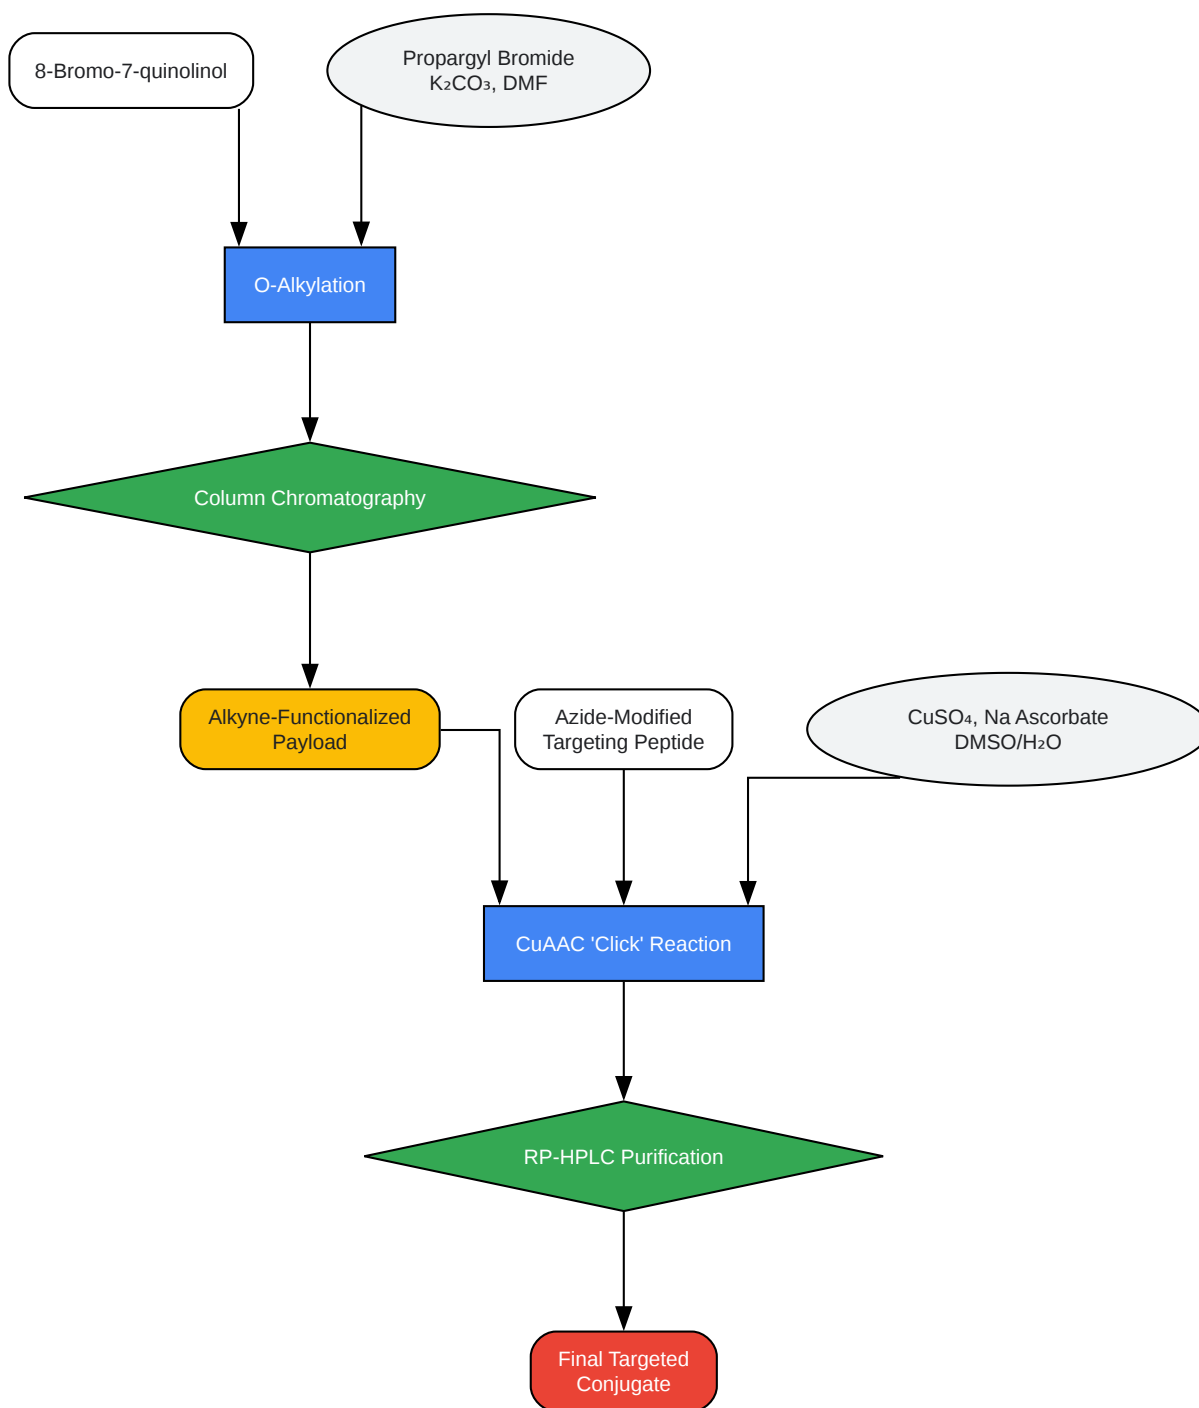 8-Bromo-7-quinolinol
Propargyl Bromide
K₂CO₃, DMF
O-Alkylation
Column Chromatography
Alkyne-Functionalized
Payload
Azide-Modified
Targeting Peptide
CuSO₄, Na Ascorbate
DMSO/H₂O
CuAAC 'Click' Reaction
RP-HPLC Purification
Final Targeted
Conjugate